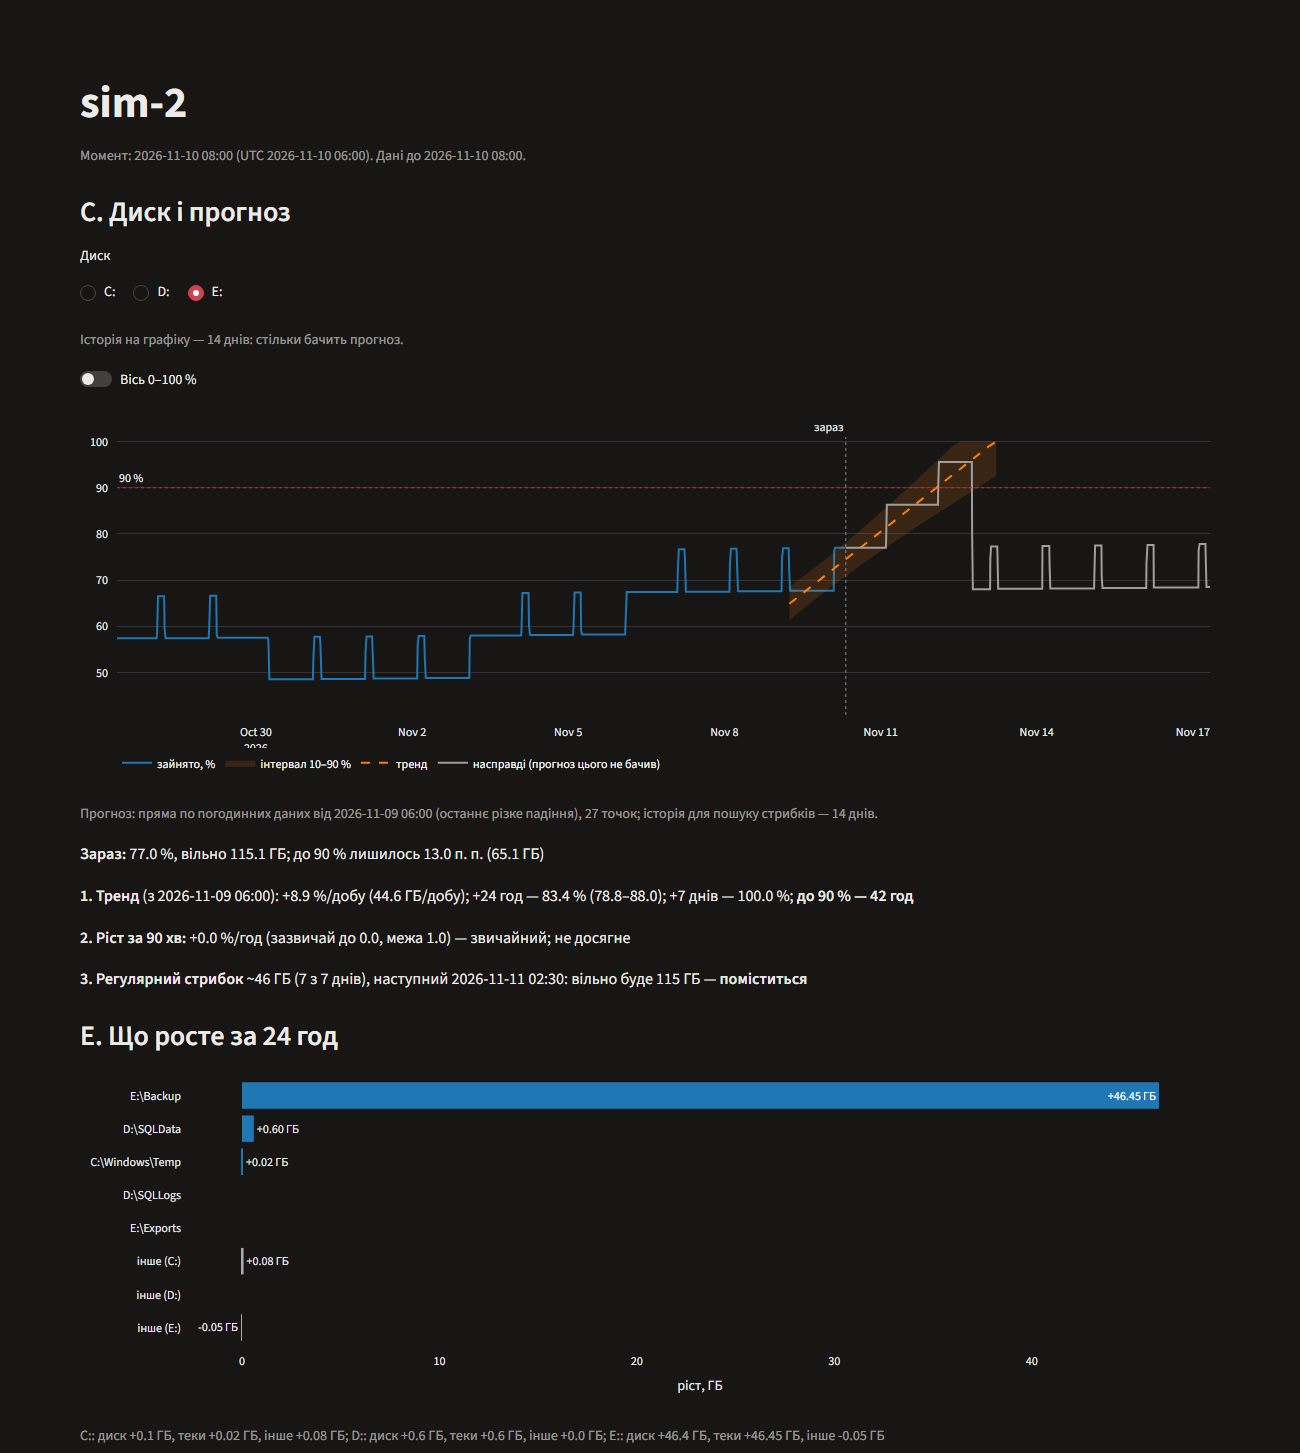 sim-2
Момент: 2026-11-10 08:00 (UTC 2026-11-10 06:00). Дані до 2026-11-10 08:00.
С. Диск і прогноз
Диск
C: D: E:
Історія на графіку — 14 днів: стільки бачить прогноз.
Вісь 0–100 %
зараз
100
90 %
90
80
70
60
50
Oct 30 Nov 2 Nov 5 Nov 8 Nov 11 Nov 14 Nov 17
2026
зайнято, % інтервал 10–90 % тренд насправді (прогноз цього не бачив)
Прогноз: пряма по погодинних даних від 2026-11-09 06:00 (останнє різке падіння), 27 точок; історія для пошуку стрибків — 14 днів.
Зараз: 77.0 %, вільно 115.1 ГБ; до 90 % лишилось 13.0 п. п. (65.1 ГБ)
1. Тренд (з 2026-11-09 06:00): +8.9 %/добу (44.6 ГБ/добу); +24 год — 83.4 % (78.8–88.0); +7 днів — 100.0 %; до 90 % — 42 год
2. Ріст за 90 хв: +0.0 %/год (зазвичай до 0.0, межа 1.0) — звичайний; не досягне
3. Регулярний стрибок ~46 ГБ (7 з 7 днів), наступний 2026-11-11 02:30: вільно буде 115 ГБ — поміститься
Е. Що росте за 24 год
E:\Backup +46.45 ГБ
D:\SQLData +0.60 ГБ
C:\Windows\Temp +0.02 ГБ
D:\SQLLogs
E:\Exports
інше (C:) +0.08 ГБ
інше (D:)
інше (E:) -0.05 ГБ
0 10 20 30 40
ріст, ГБ
C:: диск +0.1 ГБ, теки +0.02 ГБ, інше +0.08 ГБ; D:: диск +0.6 ГБ, теки +0.6 ГБ, інше +0.0 ГБ; E:: диск +46.4 ГБ, теки +46.45 ГБ, інше -0.05 ГБ